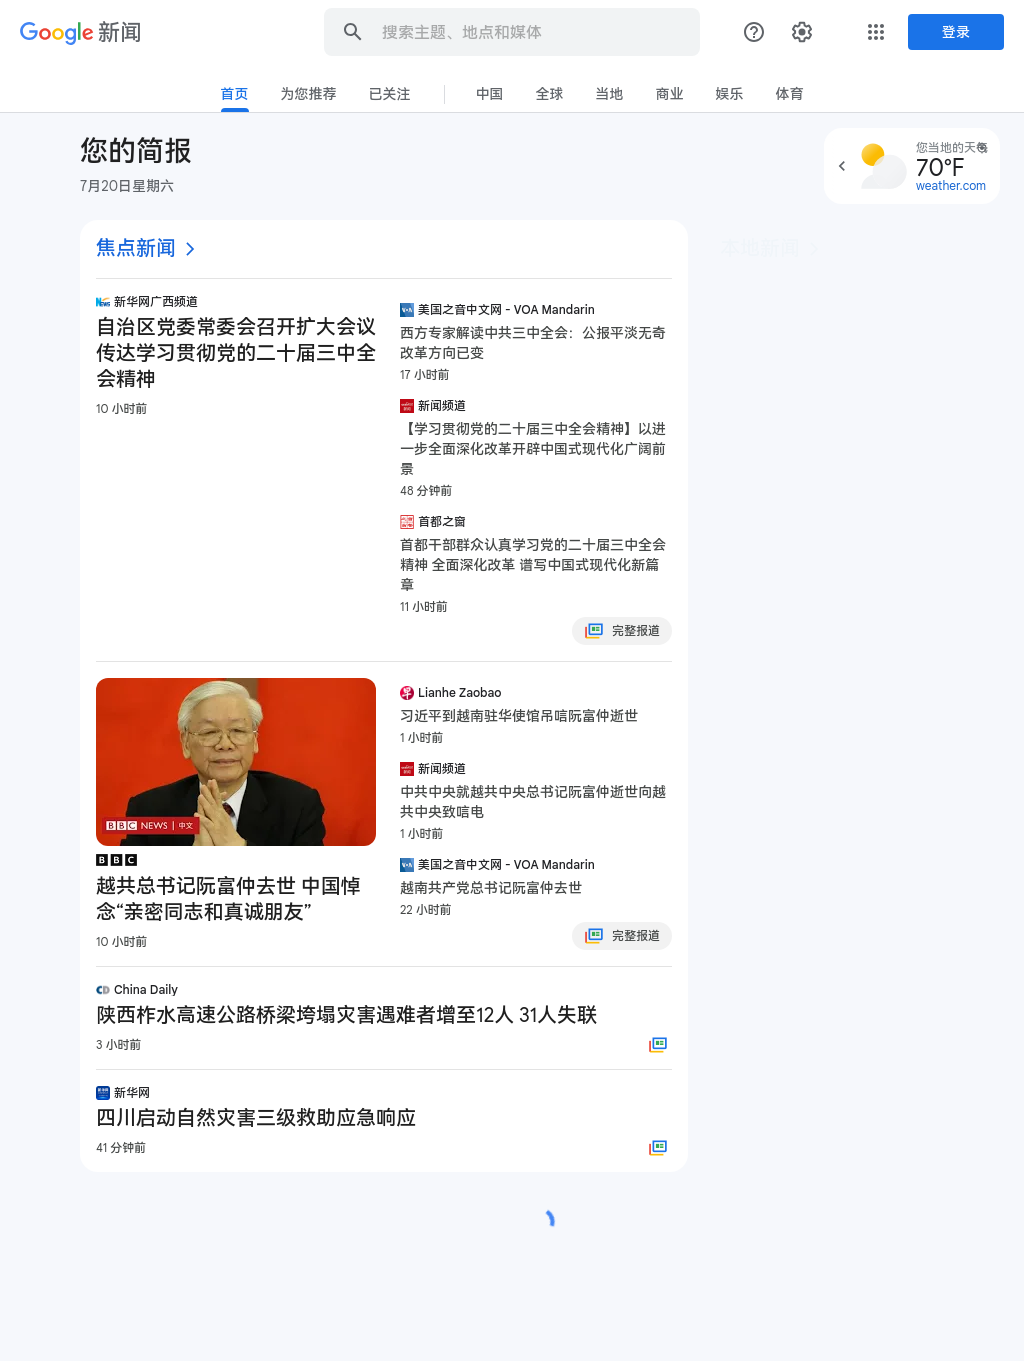 Google 新闻
搜索主题、地点和媒体
登录
首页
为您推荐
已关注
中国
全球
当地
商业
娱乐
体育
您的简报
7月20日星期六
您当地的天气
70°F
weather.com
焦点新闻
本地新闻
新华网广西频道
自治区党委常委会召开扩大会议
传达学习贯彻党的二十届三中全
会精神
10 小时前
美国之音中文网 - VOA Mandarin
西方专家解读中共三中全会：公报平淡无奇
改革方向已变
17 小时前
新闻频道
【学习贯彻党的二十届三中全会精神】以进
一步全面深化改革开辟中国式现代化广阔前
景
48 分钟前
首都之窗
首都干部群众认真学习党的二十届三中全会
精神 全面深化改革 谱写中国式现代化新篇
章
11 小时前
完整报道
BBC NEWS | 中文
BBC
越共总书记阮富仲去世 中国悼
念“亲密同志和真诚朋友”
10 小时前
Lianhe Zaobao
习近平到越南驻华使馆吊唁阮富仲逝世
1 小时前
新闻频道
中共中央就越共中央总书记阮富仲逝世向越
共中央致唁电
1 小时前
美国之音中文网 - VOA Mandarin
越南共产党总书记阮富仲去世
22 小时前
完整报道
China Daily
陕西柞水高速公路桥梁垮塌灾害遇难者增至12人 31人失联
3 小时前
新华网
四川启动自然灾害三级救助应急响应
41 分钟前